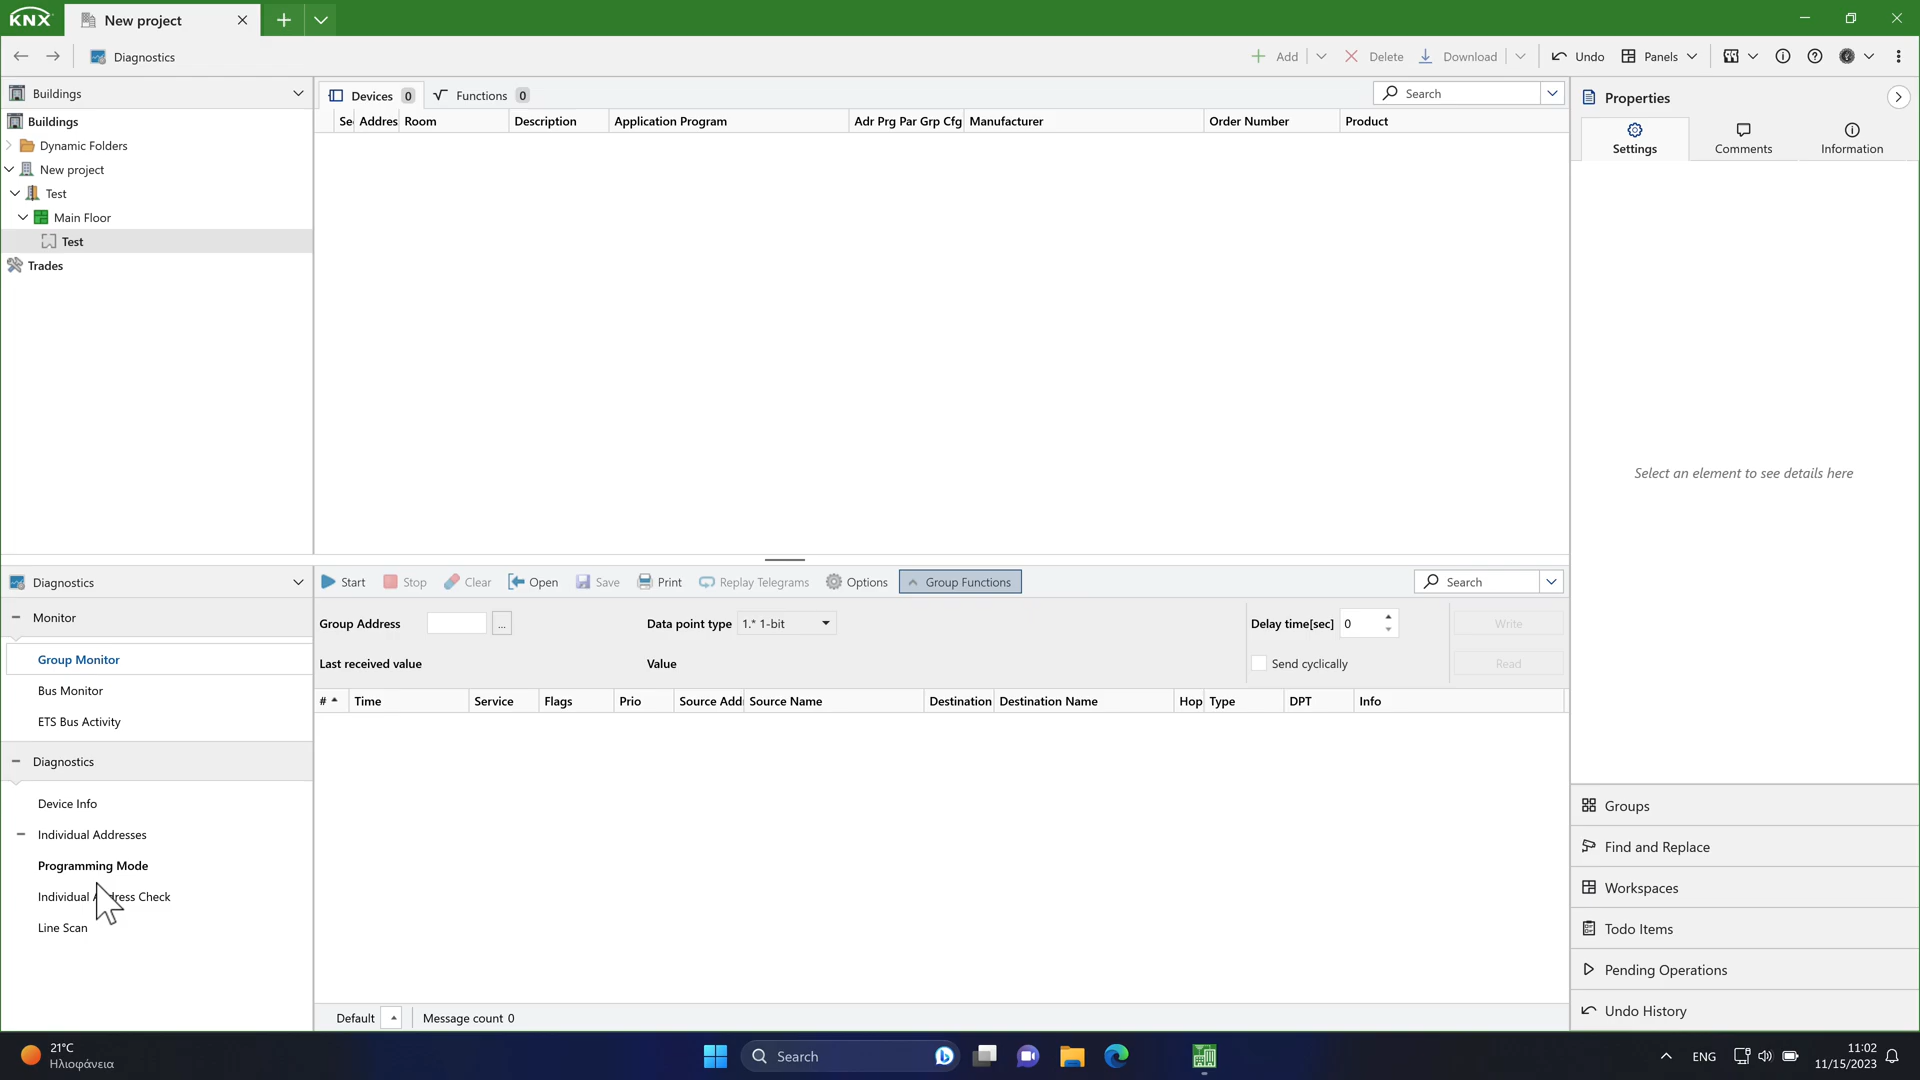 KNX New project
Diagnostics Add Delete Download Undo Panels
Buildings
Buildings
Dynamic Folders
New project
Test
Main Floor
Test
Trades
Devices 0 Functions 0 Search
Se Addres Room Description Application Program Adr Prg Par Grp Cfg Manufacturer Order Number Product
Properties
Settings Comments Information
Select an element to see details here
Groups
Find and Replace
Workspaces
Todo Items
Pending Operations
Undo History
Diagnostics
Monitor
Group Monitor
Bus Monitor
ETS Bus Activity
Diagnostics
Device Info
Individual Addresses
Programming Mode
Individual Address Check
Line Scan
Start Stop Clear Open Save Print Replay Telegrams Options Group Functions Search
Group Address ... Data point type 1.* 1-bit Delay time[sec] 0 Write
Last received value Value Send cyclically Read
# Time Service Flags Prio Source Addr Source Name Destination Destination Name Hop Type DPT Info
Default Message count 0
21°C
Ηλιοφάνεια
Search
ENG
11:02
11/15/2023